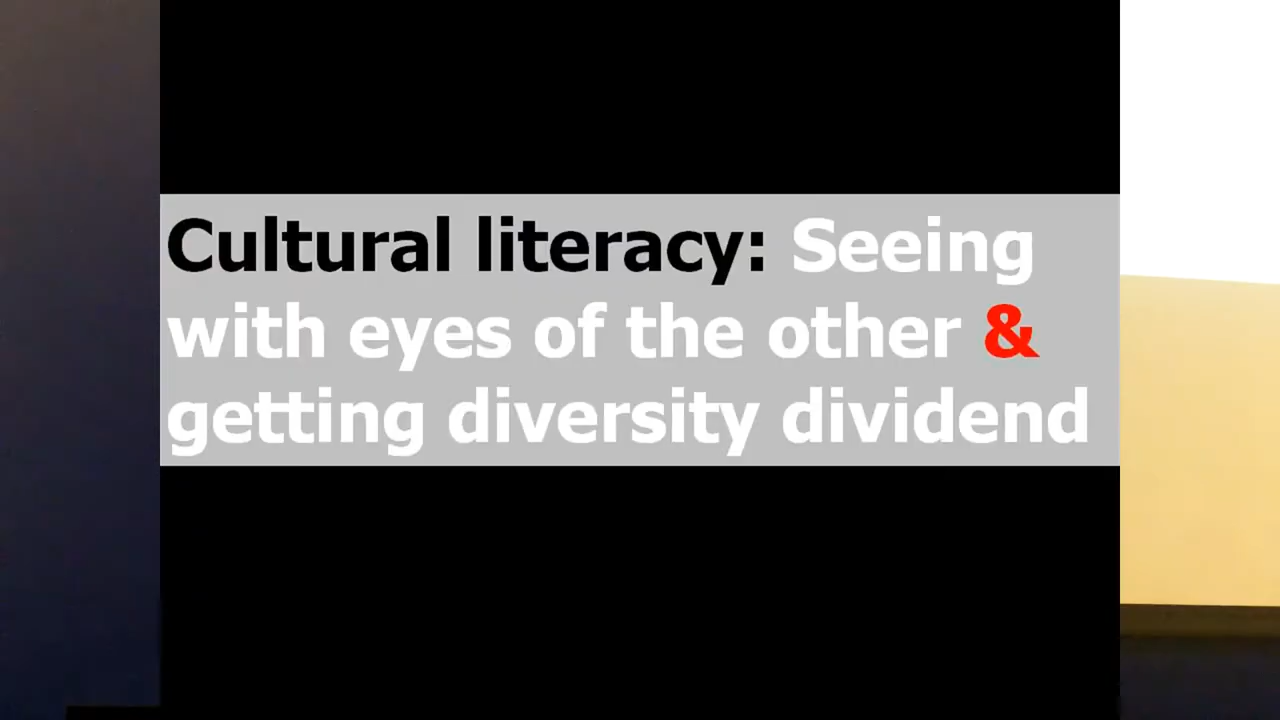 Cultural literacy: Seeing
with eyes of the other &
getting diversity dividend